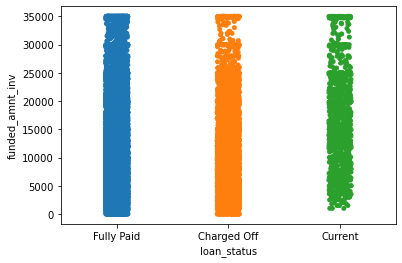 35000
30000
25000
20000
15000
10000
5000
0
funded_amnt_inv
Fully Paid
Charged Off
Current
loan_status